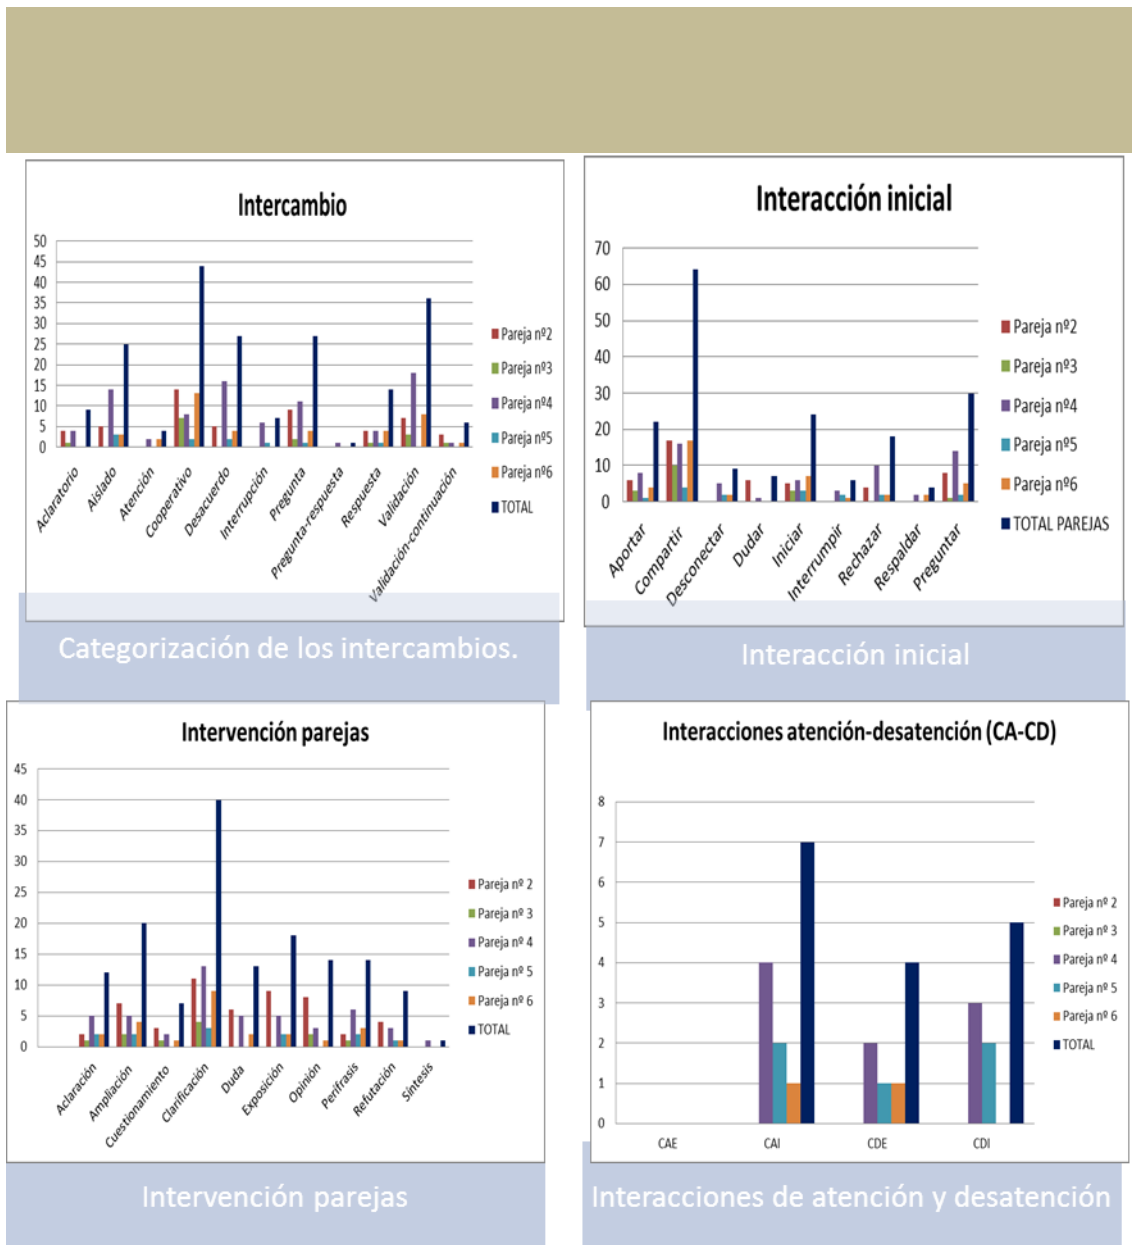 Intercambio
50
45
40
35
30
25
20
15
10
5
0
Aclaratorio
Aislado
Atención
Cooperativo
Desacuerdo
Interrupción
Pregunta
Pregunta-respuesta
Respuesta
Validación
Validación-continuación
Pareja nº2
Pareja nº3
Pareja nº4
Pareja nº5
Pareja nº6
TOTAL
Categorización de los intercambios.
Interacción inicial
70
60
50
40
30
20
10
0
Aportar
Compartir
Desconectar
Dudar
Iniciar
Interrumpir
Rechazar
Respaldar
Preguntar
Pareja nº2
Pareja nº3
Pareja nº4
Pareja nº5
Pareja nº6
TOTAL PAREJAS
Interacción inicial
Intervención parejas
45
40
35
30
25
20
15
10
5
0
Aclaración
Ampliación
Cuestionamiento
Clarificación
Duda
Exposición
Opinión
Perífrasis
Refutación
Síntesis
Pareja nº 2
Pareja nº 3
Pareja nº 4
Pareja nº 5
Pareja nº 6
TOTAL
Intervención parejas
Interacciones atención-desatención (CA-CD)
8
7
6
5
4
3
2
1
0
CAE CAI CDE CDI
Pareja nº 2
Pareja nº 3
Pareja nº 4
Pareja nº 5
Pareja nº 6
TOTAL
Interacciones de atención y desatención